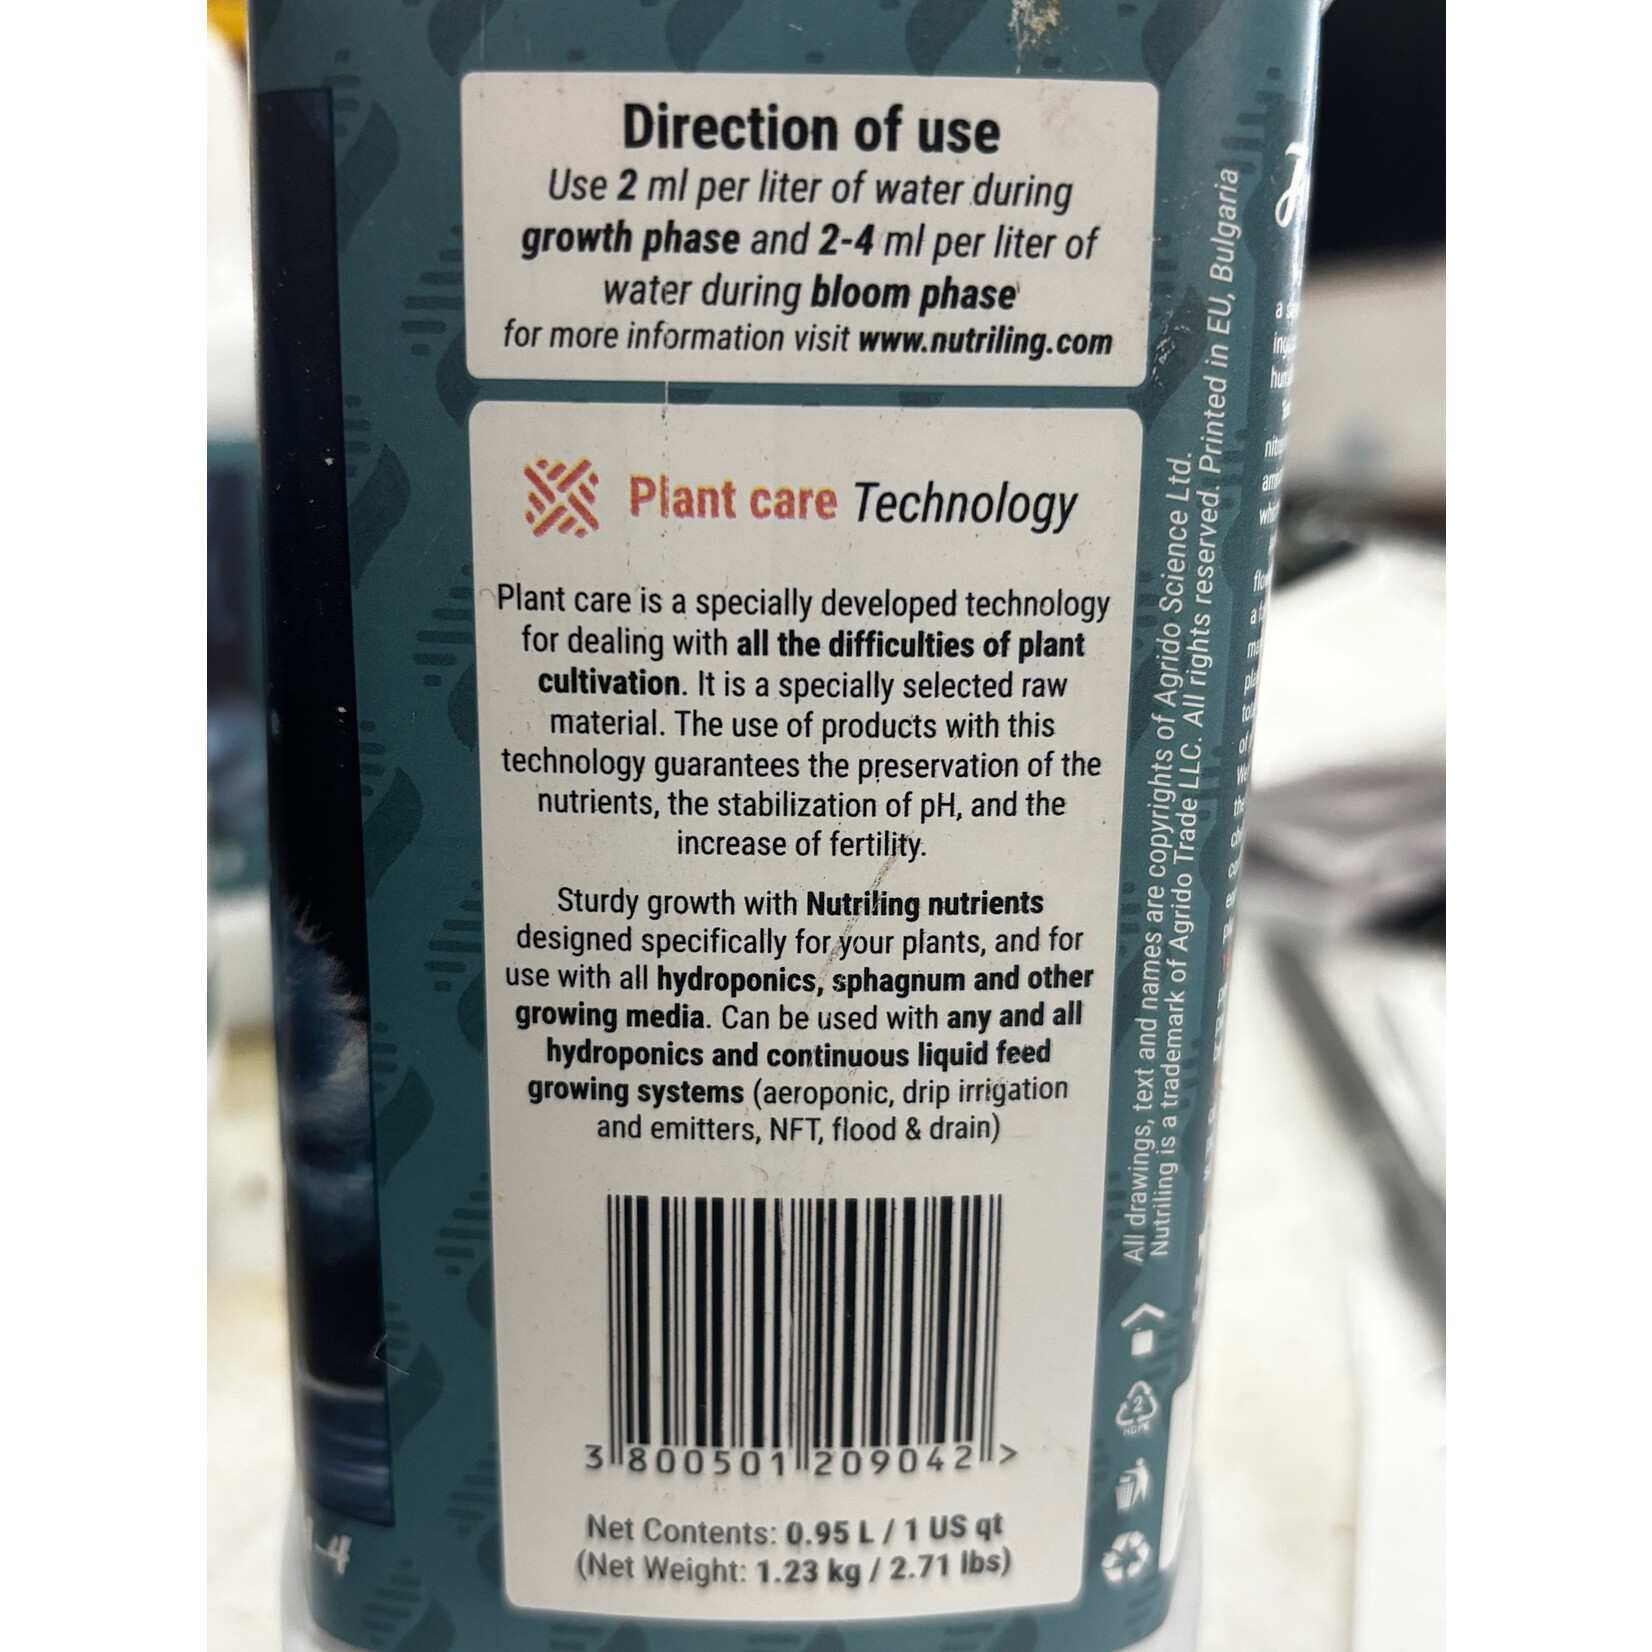 Direction of use
Use 2 ml per liter of water during
growth phase and 2-4 ml per liter of
water during bloom phase
for more information visit www.nutriling.com
Plant care Technology
Plant care is a specially developed technology
for dealing with all the difficulties of plant
cultivation. It is a specially selected raw
material. The use of products with this
technology guarantees the preservation of the
nutrients, the stabilization of pH, and the
increase of fertility.
Sturdy growth with Nutriling nutrients
designed specifically for your plants, and for
use with all hydroponics, sphagnum and other
growing media. Can be used with any and all
hydroponics and continuous liquid feed
growing systems (aeroponic, drip irrigation
and emitters, NFT, flood & drain)
3 800501 209042 >
Net Contents: 0.95 L / 1 US qt
(Net Weight: 1.23 kg / 2.71 lbs)
All drawings, text and names are copyrights of Agrido Science Ltd.
Nutriling is a trademark of Agrido Trade LLC. All rights reserved. Printed in EU, Bulgaria
2
HDPE
-4